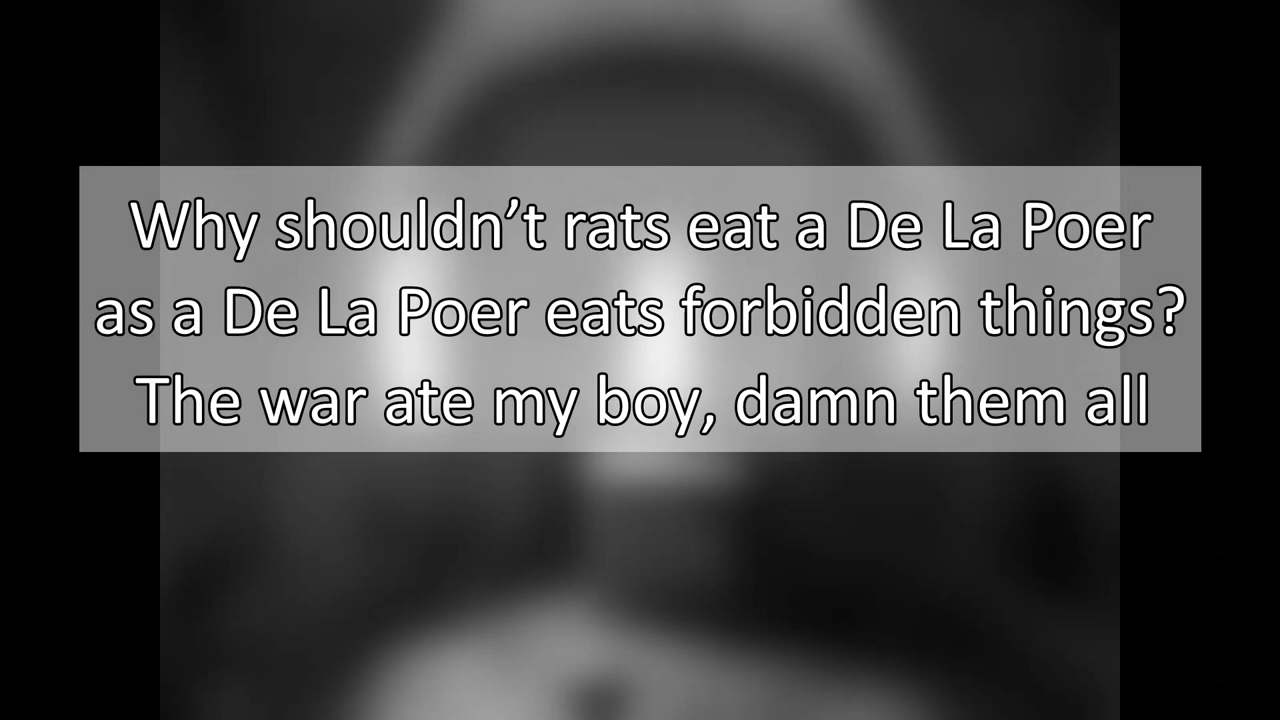 Why shouldn’t rats eat a De La Poer
as a De La Poer eats forbidden things?
The war ate my boy, damn them all